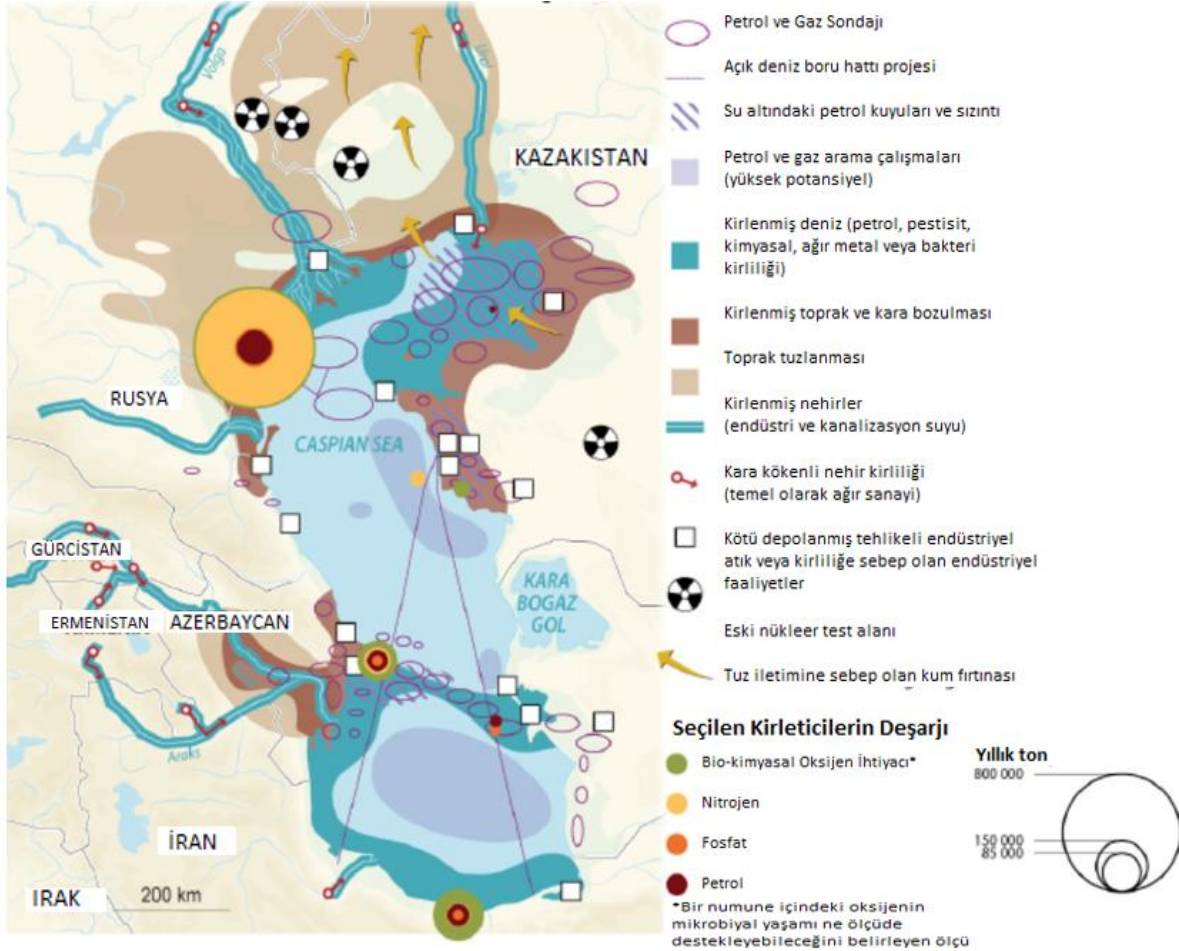 Volga
Ural
KAZAKISTAN
RUSYA
CASPIAN SEA
GÜRCİSTAN
ERMENİSTAN
AZERBAYCAN
KARA
BOGAZ
GOL
Araks
İRAN
IRAK
200 km
Petrol ve Gaz Sondajı
Açık deniz boru hattı projesi
Su altındaki petrol kuyuları ve sızıntı
Petrol ve gaz arama çalışmaları
(yüksek potansiyel)
Kirlenmiş deniz (petrol, pestisit,
kimyasal, ağır metal veya bakteri
kirliliği)
Kirlenmiş toprak ve kara bozulması
Toprak tuzlanması
Kirlenmiş nehirler
(endüstri ve kanalizasyon suyu)
Kara kökenli nehir kirliliği
(temel olarak ağır sanayi)
Kötü depolanmış tehlikeli endüstriyel
atık veya kirliliğe sebep olan endüstriyel
faaliyetler
Eski nükleer test alanı
Tuz iletimine sebep olan kum fırtınası
Seçilen Kirleticilerin Deşarjı
Bio-kimyasal Oksijen İhtiyacı*
Nitrojen
Fosfat
Petrol
Yıllık ton
800 000
150 000
85 000
*Bir numune içindeki oksijenin
mikrobiyal yaşamı ne ölçüde
destekleyebileceğini belirleyen ölçü